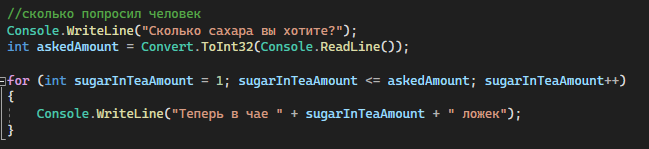 //сколько попросил человек
Console.WriteLine("Сколько сахара вы хотите?");
int askedAmount = Convert.ToInt32(Console.ReadLine());
for (int sugarInTeaAmount = 1; sugarInTeaAmount <= askedAmount; sugarInTeaAmount++)
{
Console.WriteLine("Теперь в чае " + sugarInTeaAmount + " ложек");
}